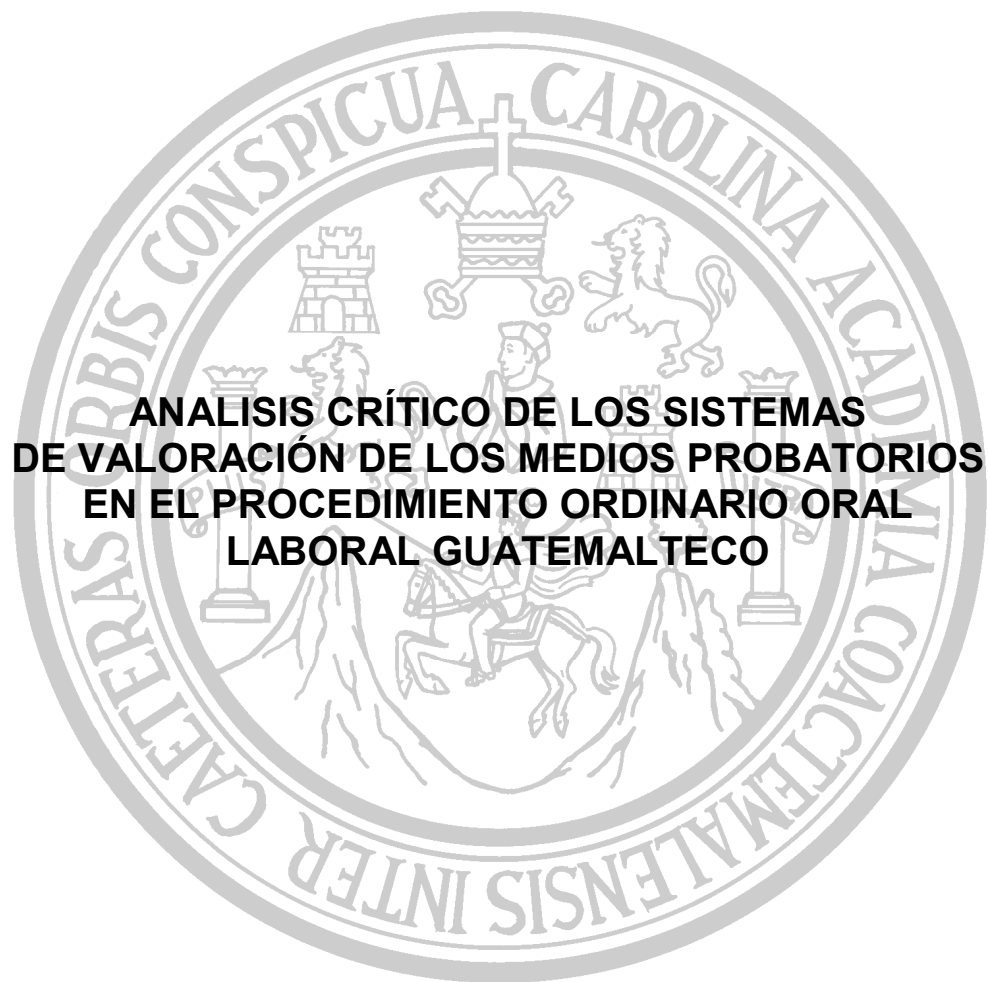 ANALISIS CRÍTICO DE LOS SISTEMAS
DE VALORACIÓN DE LOS MEDIOS PROBATORIOS
EN EL PROCEDIMIENTO ORDINARIO ORAL
LABORAL GUATEMALTECO
CAETERAS ORBIS CONSPICUA CAROLINA ACADEMIA COACTEMALENSIS INTER
PLUS